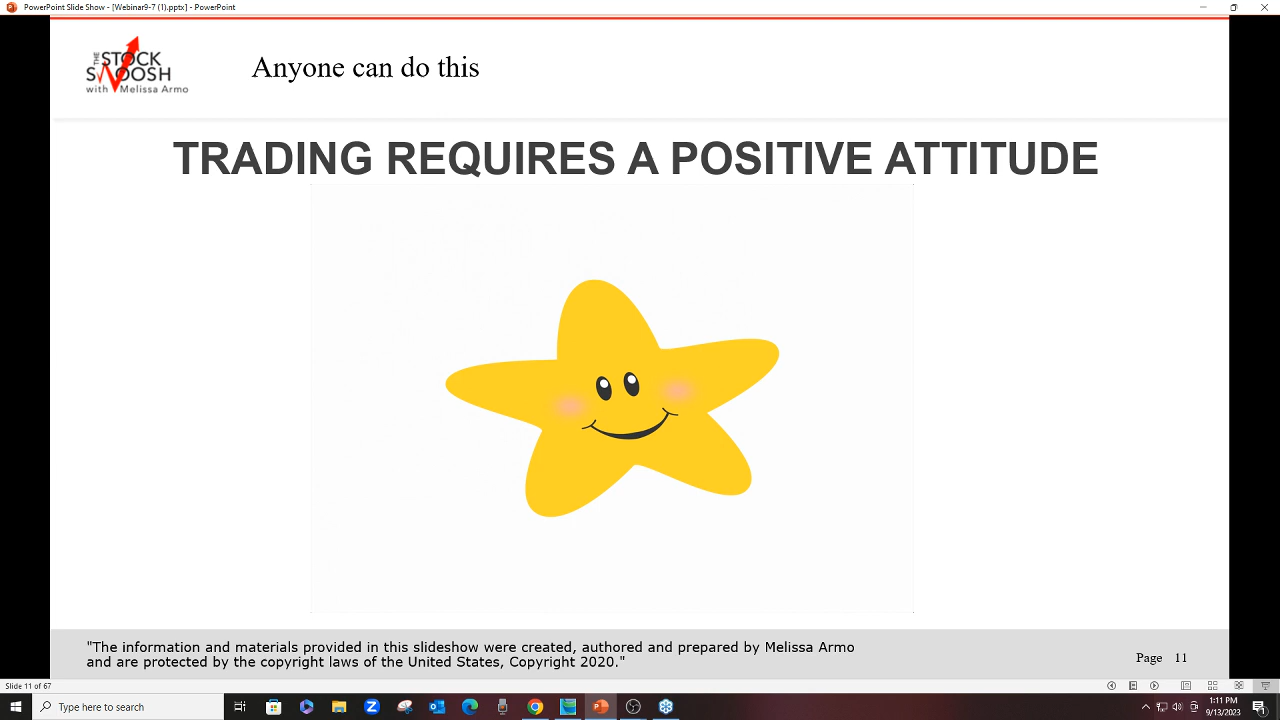 PowerPoint Slide Show - [Webinar9-7 (1).pptx] - PowerPoint
THE STOCK
SWOOSH
with Melissa Armo
Anyone can do this
TRADING REQUIRES A POSITIVE ATTITUDE
"The information and materials provided in this slideshow were created, authored and prepared by Melissa Armo
and are protected by the copyright laws of the United States, Copyright 2020."
Page 11
Slide 11 of 67
Type here to search
1:11 PM
9/13/2023